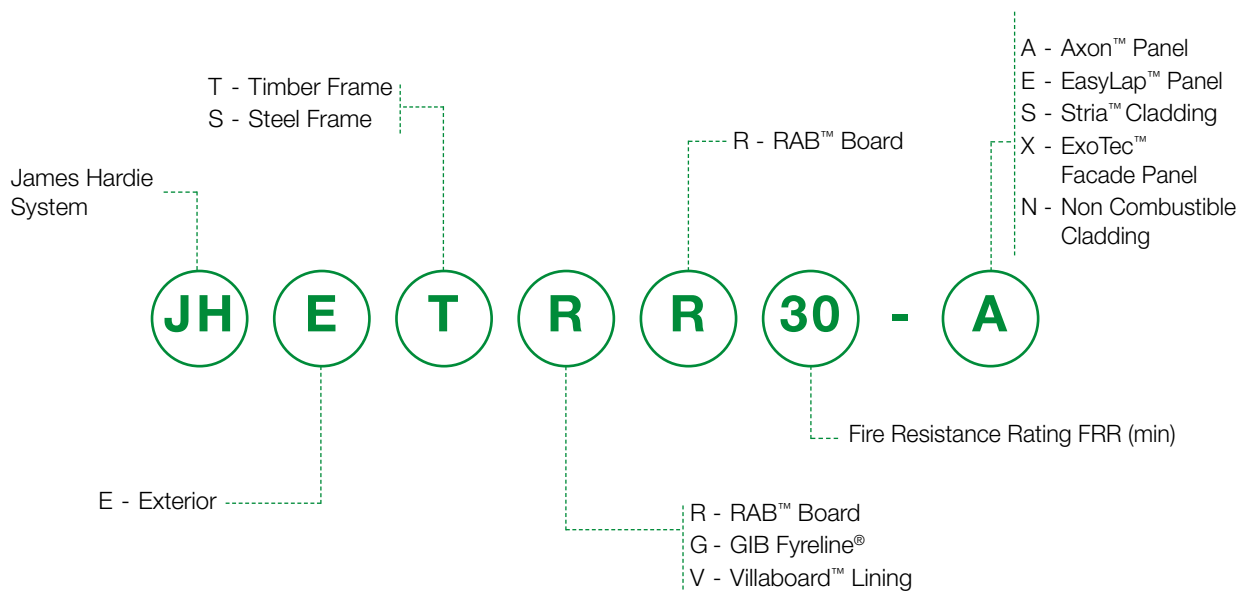 A - Axon™ Panel
E - EasyLap™ Panel
S - Stria™ Cladding
X - ExoTec™
Facade Panel
N - Non Combustible
Cladding
T - Timber Frame
S - Steel Frame
R - RAB™ Board
James Hardie
System
JH E T R R 30 - A
Fire Resistance Rating FRR (min)
E - Exterior
R - RAB™ Board
G - GIB Fyreline®
V - Villaboard™ Lining